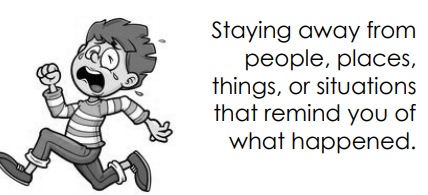 Staying away from
people, places,
things, or situations
that remind you of
what happened.